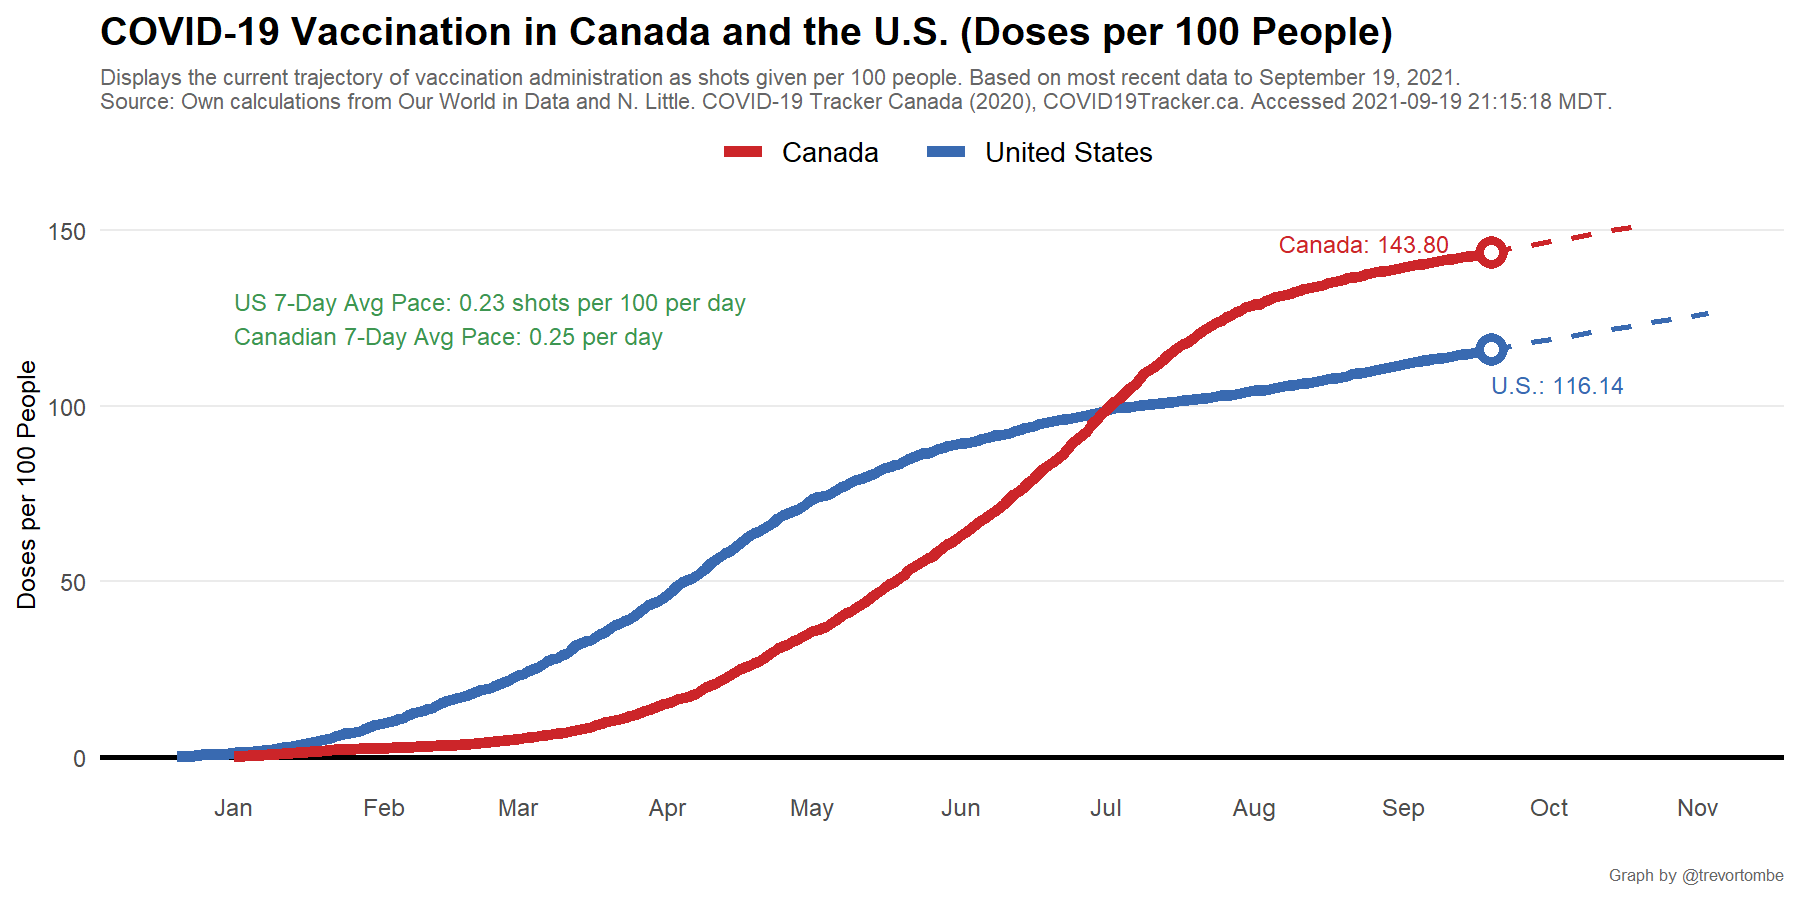 COVID-19 Vaccination in Canada and the U.S. (Doses per 100 People)
Displays the current trajectory of vaccination administration as shots given per 100 people. Based on most recent data to September 19, 2021.
Source: Own calculations from Our World in Data and N. Little. COVID-19 Tracker Canada (2020), COVID19Tracker.ca. Accessed 2021-09-19 21:15:18 MDT.
Canada United States
150
Canada: 143.80
US 7-Day Avg Pace: 0.23 shots per 100 per day
Canadian 7-Day Avg Pace: 0.25 per day
U.S.: 116.14
100
Doses per 100 People
50
0
Jan Feb Mar Apr May Jun Jul Aug Sep Oct Nov
Graph by @trevortombe